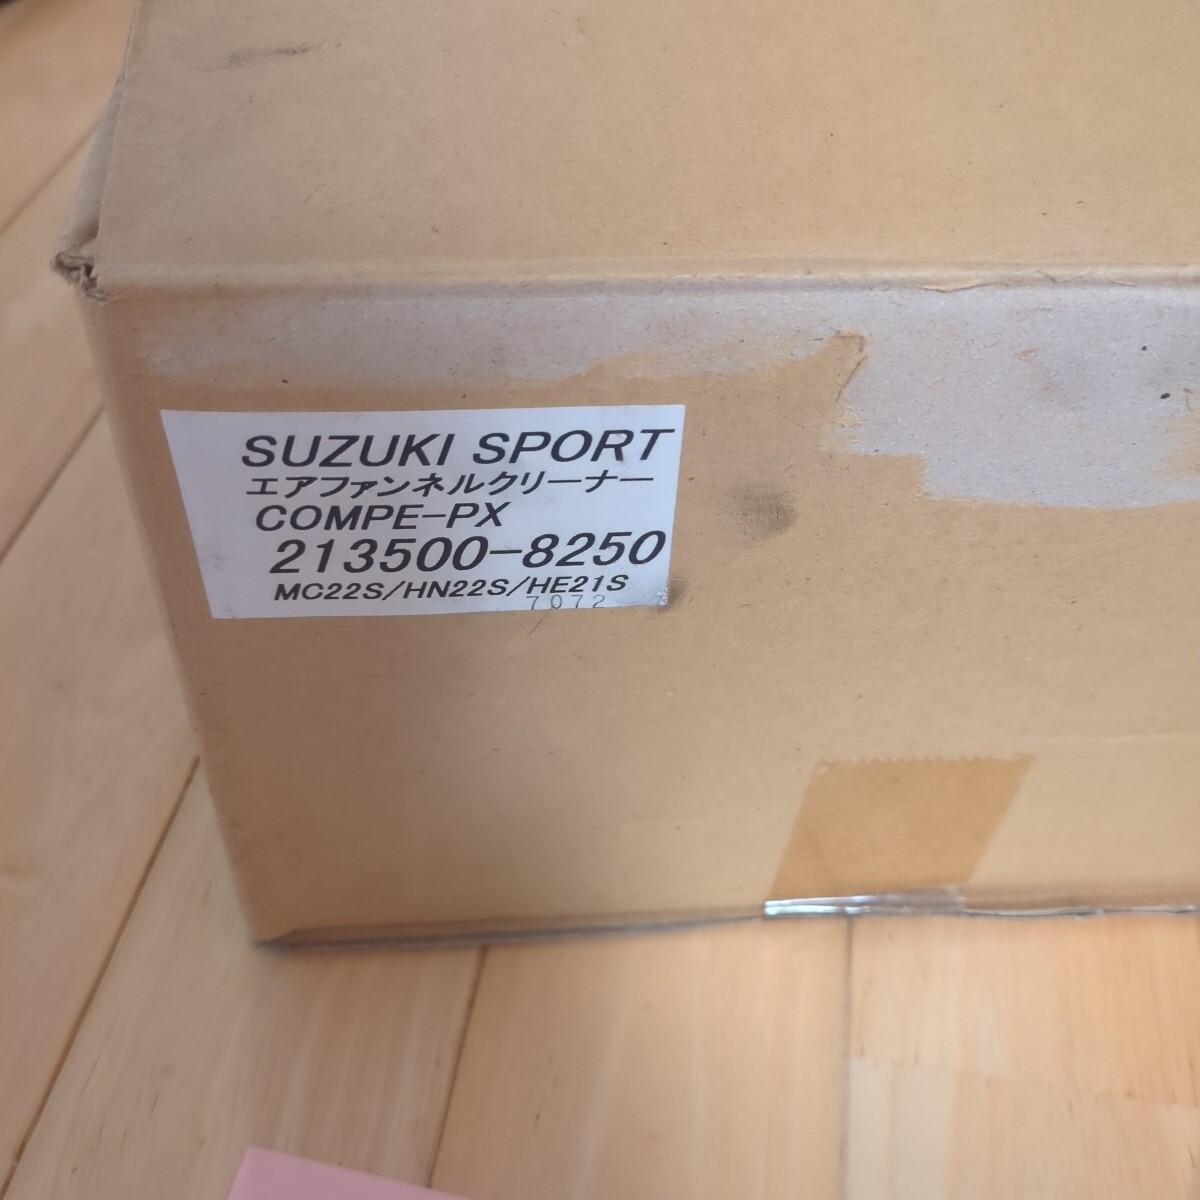 SUZUKI SPORT
エアファンネルクリーナー
COMPE-PX
213500-8250
MC22S/HN22S/HE21S
7072